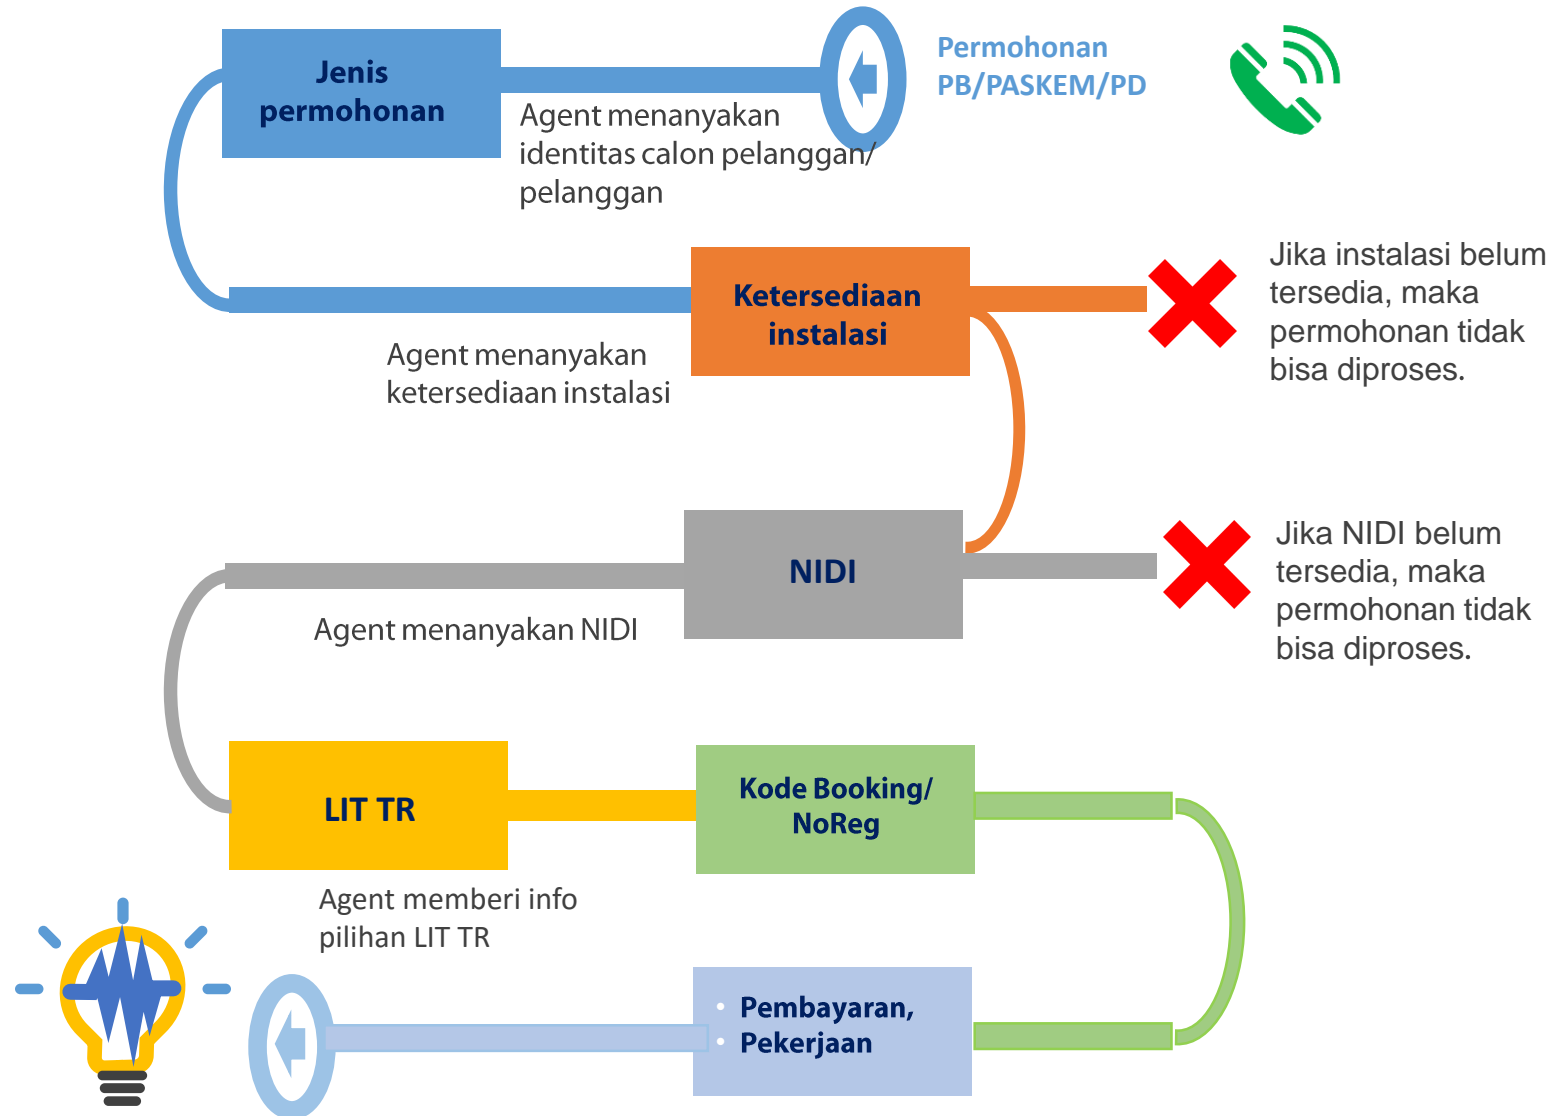 Permohonan
PB/PASKEM/PD
Jenis
permohonan
Agent menanyakan
identitas calon pelanggan/
pelanggan
Ketersediaan
instalasi
Jika instalasi belum
tersedia, maka
permohonan tidak
bisa diproses.
Agent menanyakan
ketersediaan instalasi
NIDI
Jika NIDI belum
tersedia, maka
permohonan tidak
bisa diproses.
Agent menanyakan NIDI
LIT TR
Kode Booking/
NoReg
Agent memberi info
pilihan LIT TR
• Pembayaran,
• Pekerjaan